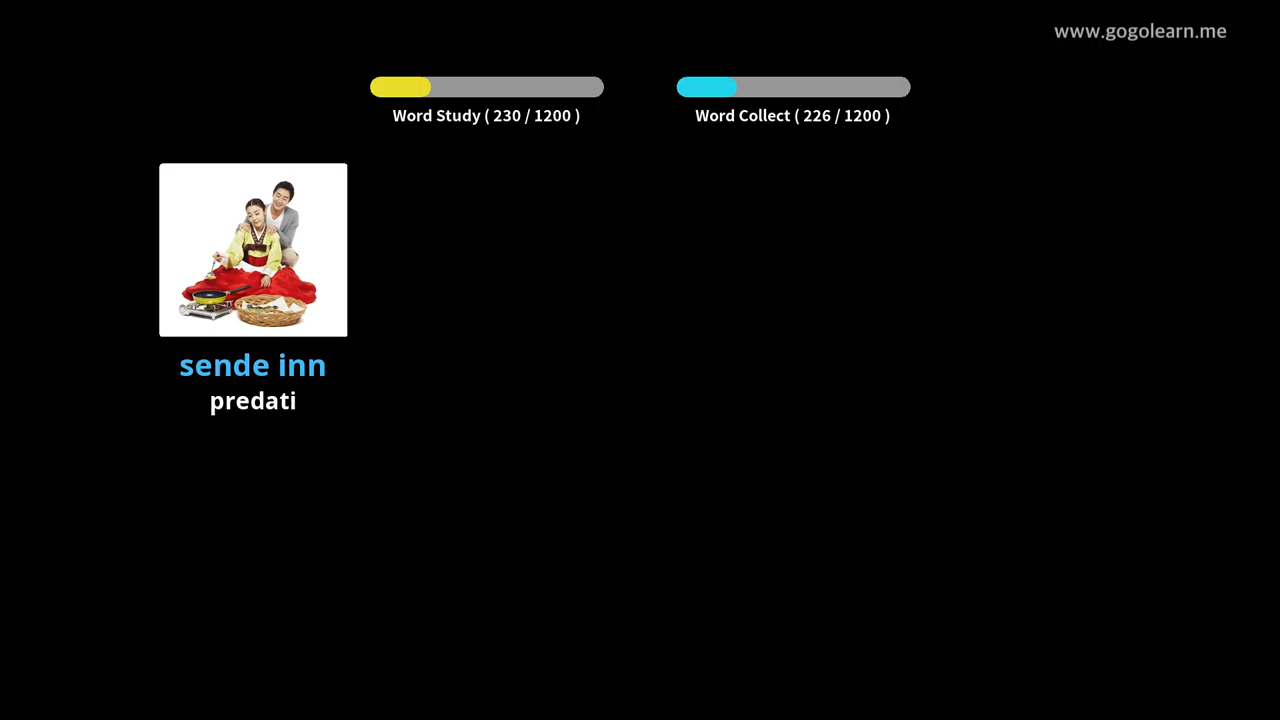 www.gogolearn.me
Word Study ( 230 / 1200 )
Word Collect ( 226 / 1200 )
sende inn
predati